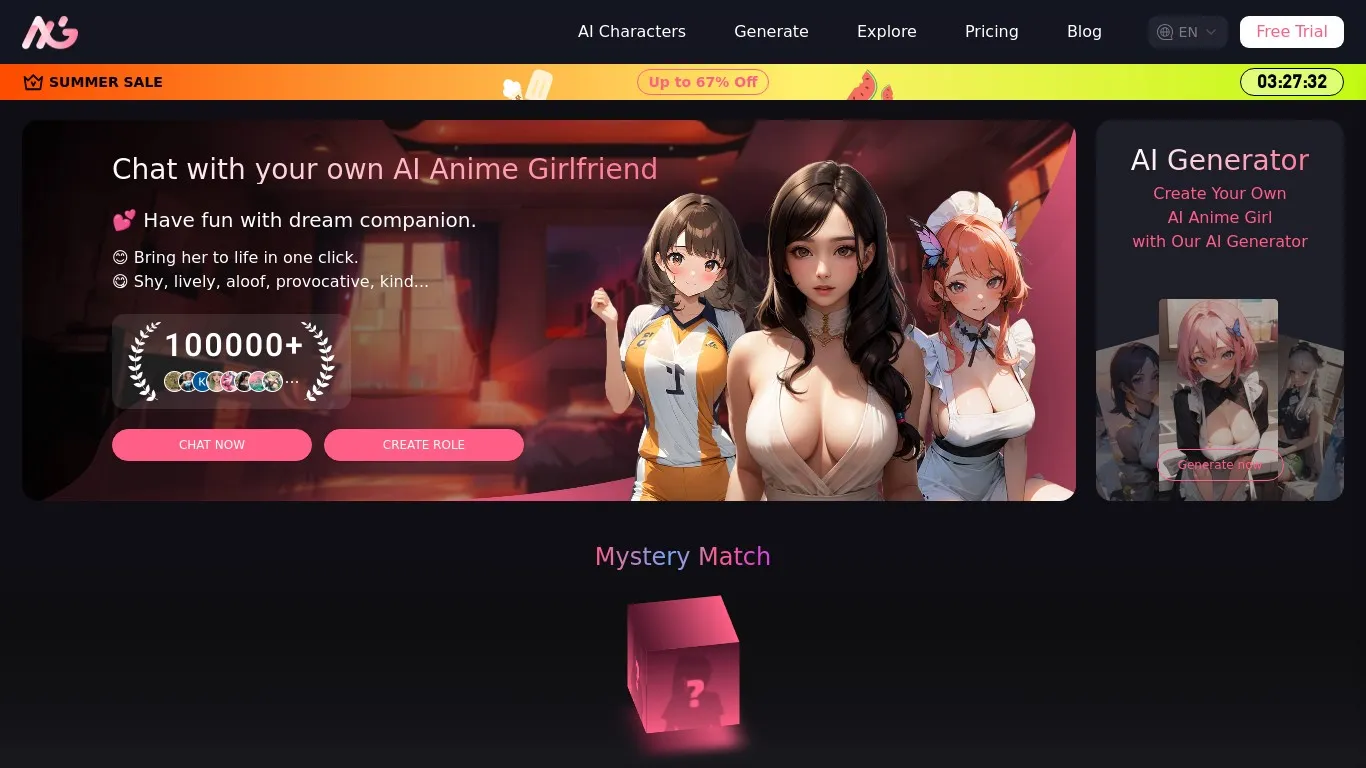 AG
AI Characters
Generate
Explore
Pricing
Blog
EN
Free Trial
SUMMER SALE
Up to 67% Off
03:27:32
Chat with your own AI Anime Girlfriend
💕 Have fun with dream companion.
😊 Bring her to life in one click.
😋 Shy, lively, aloof, provocative, kind...
100000+
K
...
CHAT NOW
CREATE ROLE
1
AI Generator
Create Your Own
AI Anime Girl
with Our AI Generator
Generate now
Mystery Match
?